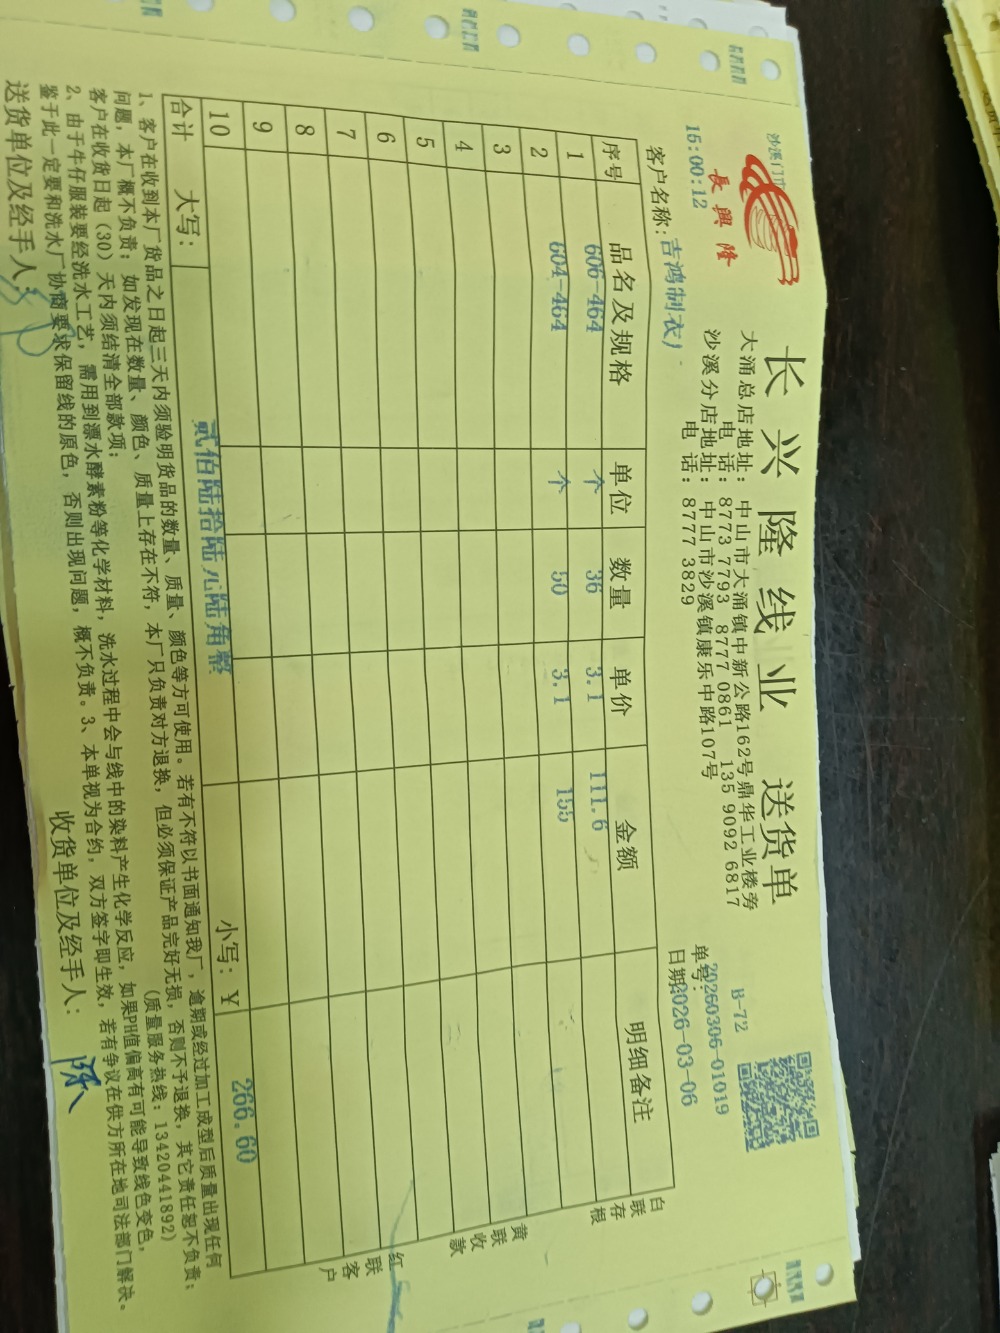 沙溪门市
長興隆
长兴隆线业 送货单
大涌总店地址：中山市大涌镇中新公路162号鼎华工业楼旁
电话：8773 7793 8777 0861 135 9092 6817
沙溪分店地址：中山市沙溪镇康乐中路107号
电话：8777 3829
B-72
单号：20260306-01019
日期：2026-03-06
15:00:12
客户名称：吉鸿制衣厂
序号 品名及规格 单位 数量 单价 金额 明细备注
1 606-464 个 36 3.1 111.6
2 604-464 个 50 3.1 155
3
4
5
6
7
8
9
10
合计 大写： 贰佰陆拾陆元陆角整 小写：￥ 266.60
白联存根
黄联收款
红联客户
1、客户在收到本厂货品之日起三天内须验明货品的数量、质量、颜色等方可使用。若有不符以书面通知我厂，逾期或经过加工成型后质量出现任何
问题，本厂概不负责；如发现在数量、颜色、质量上存在不符，本厂只负责对方退换，但必须保证产品完好无损，否则不予退换，其它责任恕不负责；
客户在收货日起（30）天内须结清全部款项； （质量服务热线：13420441892）
2、由于牛仔服装要经洗水工艺，需用到漂水酵素粉等化学材料，洗水过程中会与线中的染料产生化学反应，如果PH值偏高有可能导致线色变色，
鉴于此一定要和洗水厂协商要求保留线的原色，否则出现问题，概不负责。3、本单视为合约，双方签字即生效，若有争议在供方所在地司法部门解决。
送货单位及经手人： 收货单位及经手人：